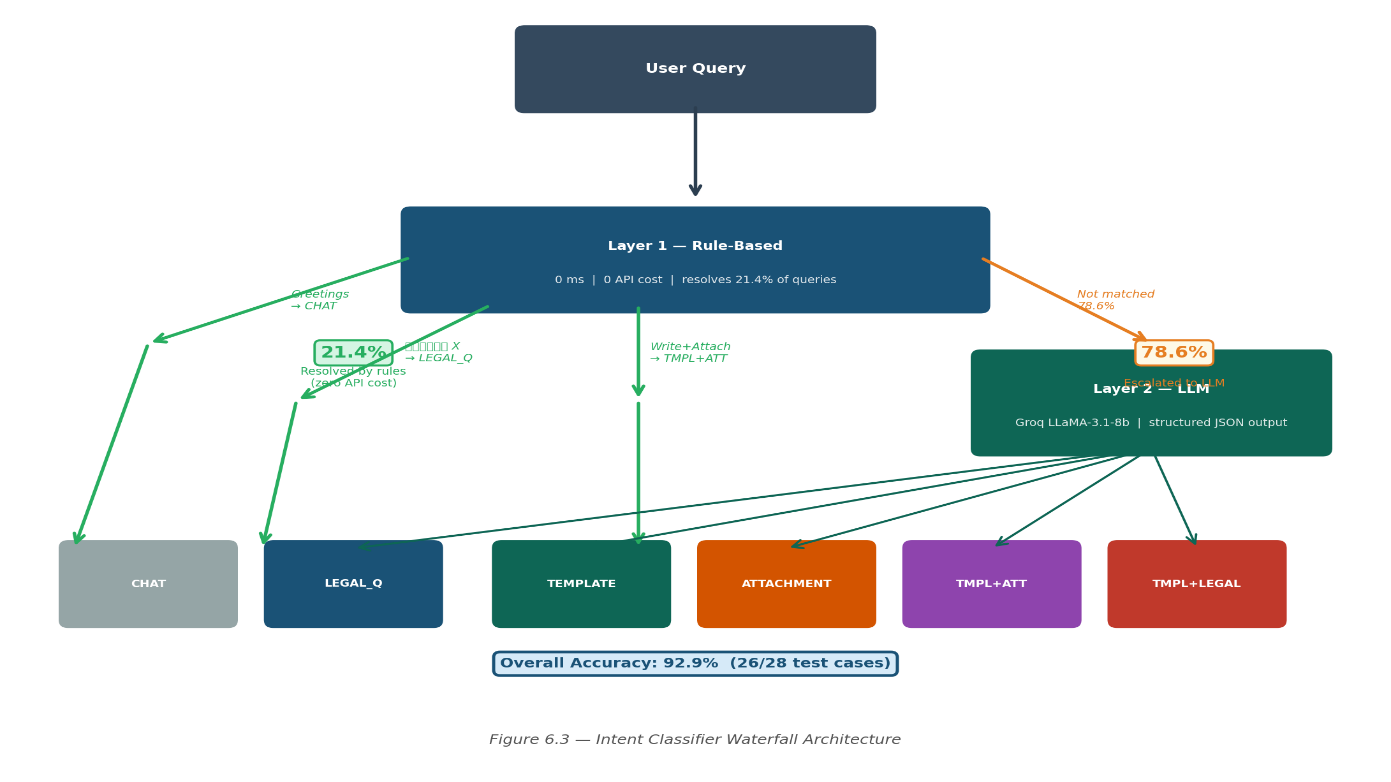 User Query
Layer 1 — Rule-Based
0 ms | 0 API cost | resolves 21.4% of queries
Greetings
→ CHAT
Not matched
78.6%
21.4%
Resolved by rules
(zero API cost)
X
→ LEGAL_Q
Write+Attach
→ TMPL+ATT
78.6%
Escalated to LLM
Layer 2 — LLM
Groq LLaMA-3.1-8b | structured JSON output
CHAT
LEGAL_Q
TEMPLATE
ATTACHMENT
TMPL+ATT
TMPL+LEGAL
Overall Accuracy: 92.9% (26/28 test cases)
Figure 6.3 — Intent Classifier Waterfall Architecture